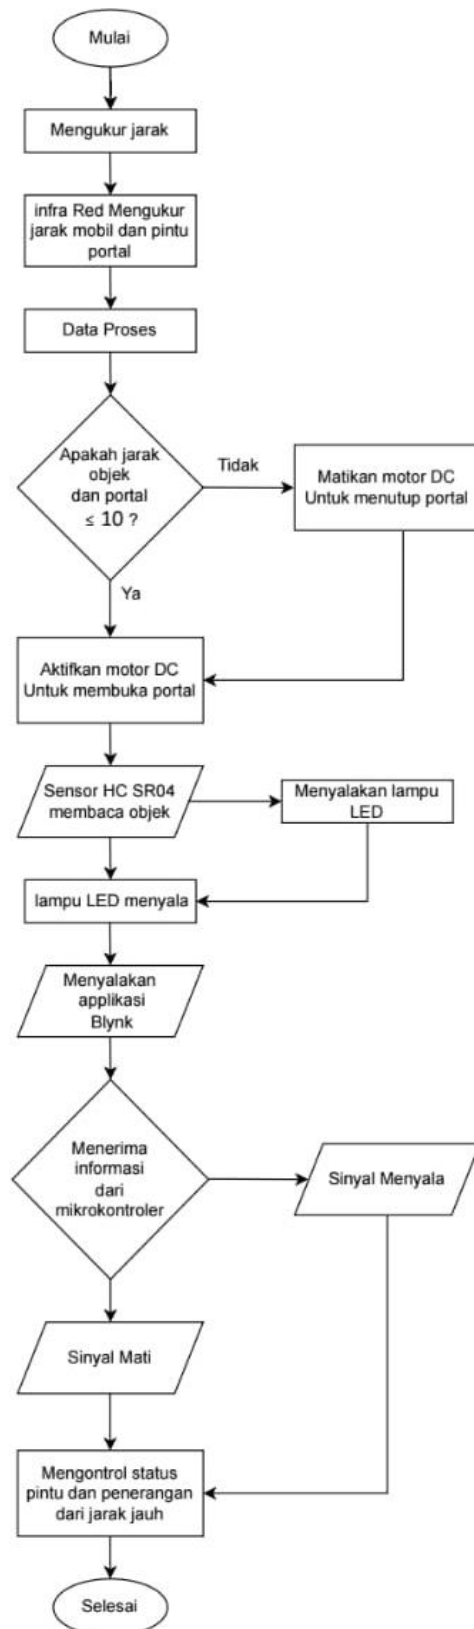 Mulai
Mengukur jarak
infra Red Mengukur
jarak mobil dan pintu
portal
Data Proses
Apakah jarak
objek
dan portal
≤ 10 ?
Tidak
Matikan motor DC
Untuk menutup portal
Ya
Aktifkan motor DC
Untuk membuka portal
Sensor HC SR04
membaca objek
Menyalakan lampu
LED
lampu LED menyala
Menyalakan
applikasi
Blynk
Menerima
informasi
dari
mikrokontroler
Sinyal Menyala
Sinyal Mati
Mengontrol status
pintu dan penerangan
dari jarak jauh
Selesai